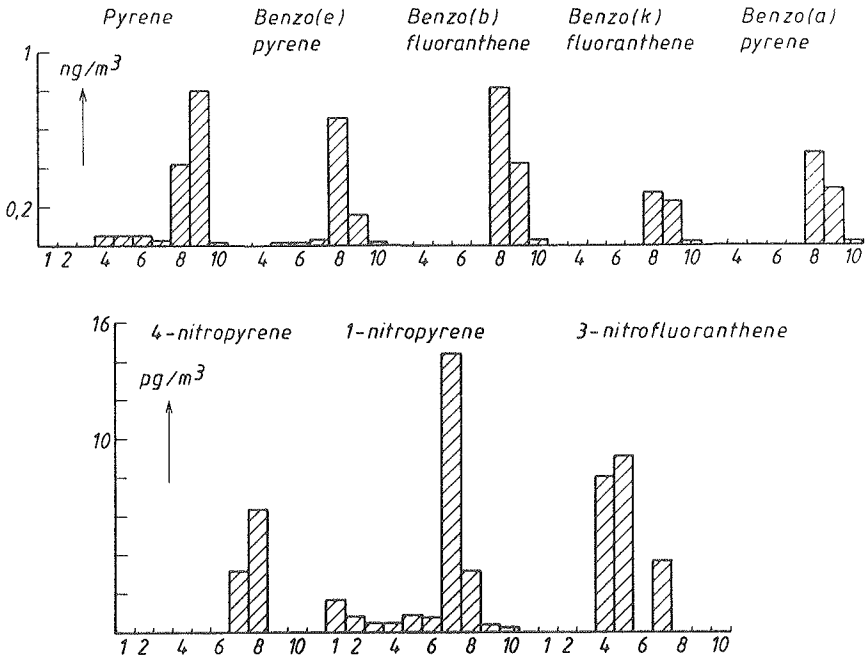 Pyrene Benzo(e) Benzo(b) Benzo(k) Benzo(a)
pyrene fluoranthene fluoranthene pyrene
1
ng/m³
0,2
1 2 4 6 8 10 4 6 8 10 4 6 8 10 4 6 8 10 4 6 8 10
16
4-nitropyrene 1-nitropyrene 3-nitrofluoranthene
pg/m³
10
1 2 4 6 8 10 1 2 4 6 8 10 1 2 4 6 8 10